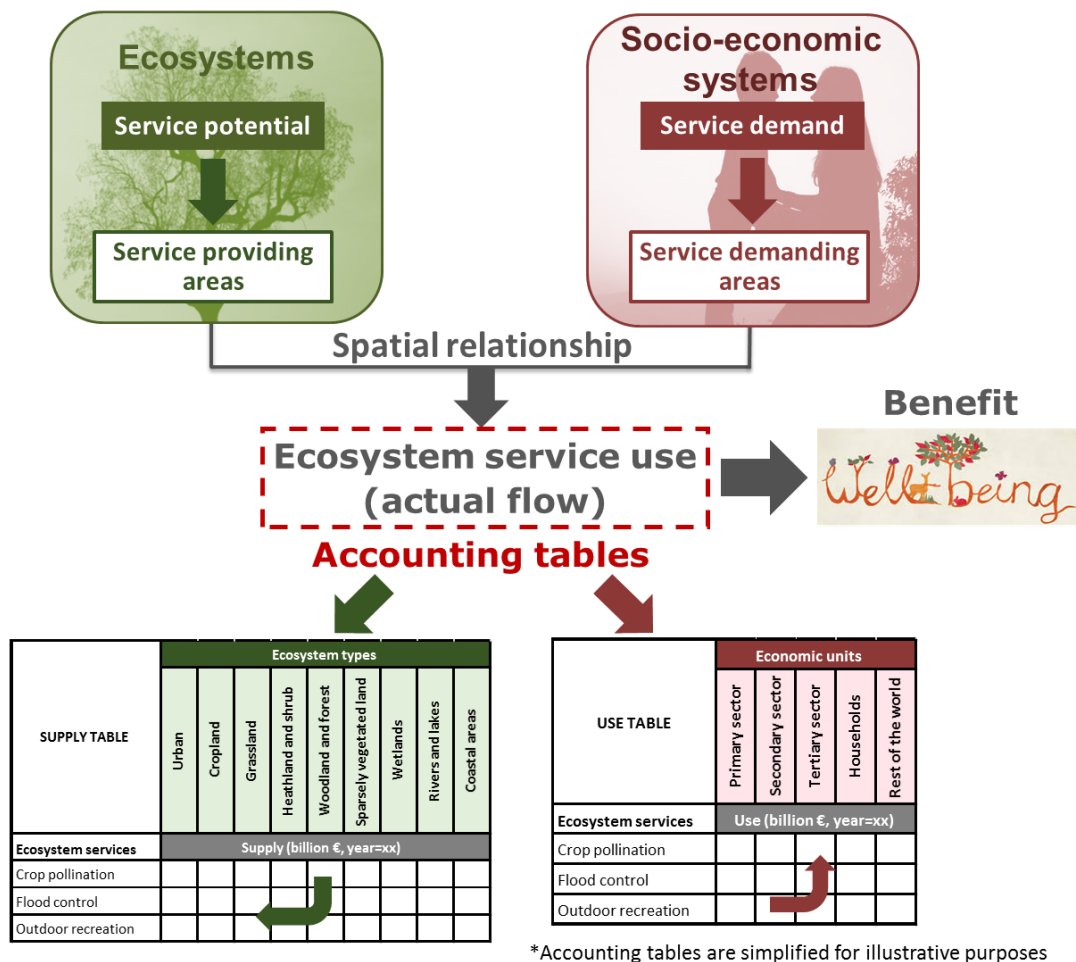 Ecosystems
Service potential
Service providing
areas
Socio-economic
systems
Service demand
Service demanding
areas
Spatial relationship
Ecosystem service use
(actual flow)
Benefit
Well-being
Accounting tables
SUPPLY TABLE
Ecosystem types
Urban
Cropland
Grassland
Heathland and shrub
Woodland and forest
Sparsely vegetated land
Wetlands
Rivers and lakes
Coastal areas
Ecosystem services
Supply (billion €, year=xx)
Crop pollination
Flood control
Outdoor recreation
USE TABLE
Economic units
Primary sector
Secondary sector
Tertiary sector
Households
Rest of the world
Ecosystem services
Use (billion €, year=xx)
Crop pollination
Flood control
Outdoor recreation
*Accounting tables are simplified for illustrative purposes